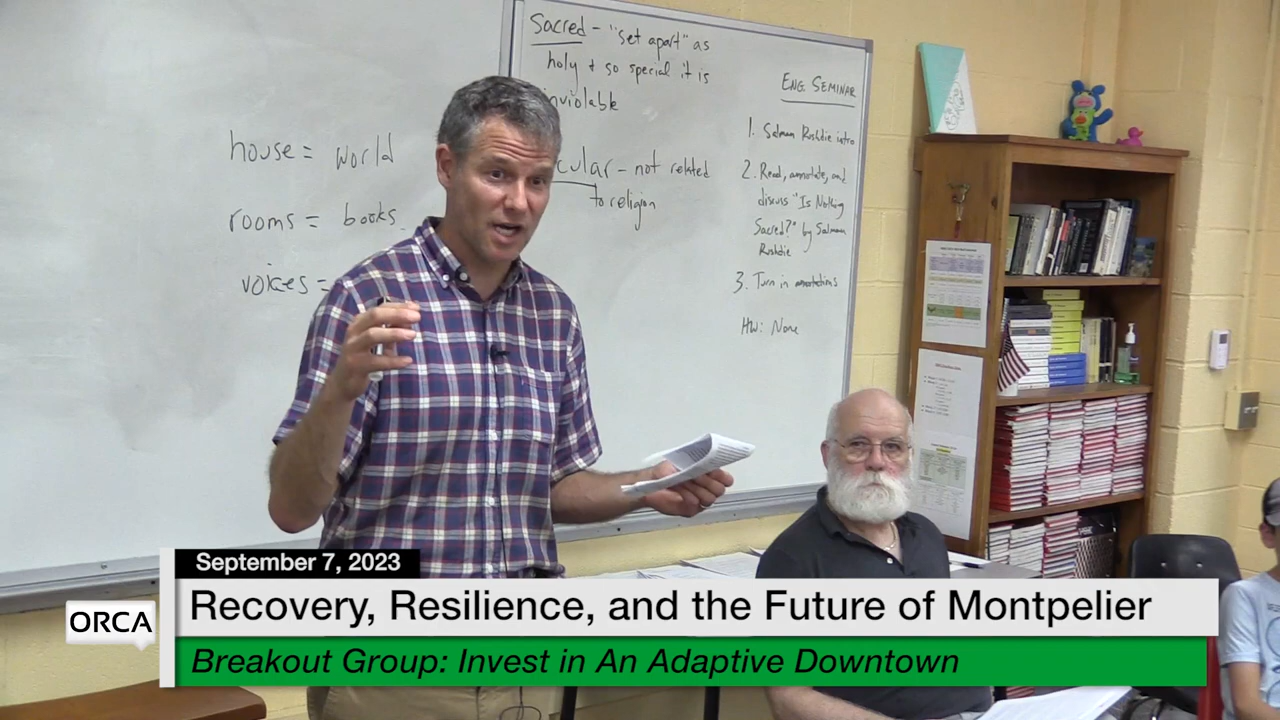 Sacred - "set apart" as
holy + so special it is
inviolable
cular - not related
to religion
house = world
rooms = books
voices =
ENG. SEMINAR
1. Salman Rushdie intro
2. Read, annotate, and
discuss "Is Nothing
Sacred?" by Salman
Rushdie
3. Turn in annotations
HW: None
September 7, 2023
ORCA
Recovery, Resilience, and the Future of Montpelier
Breakout Group: Invest in An Adaptive Downtown